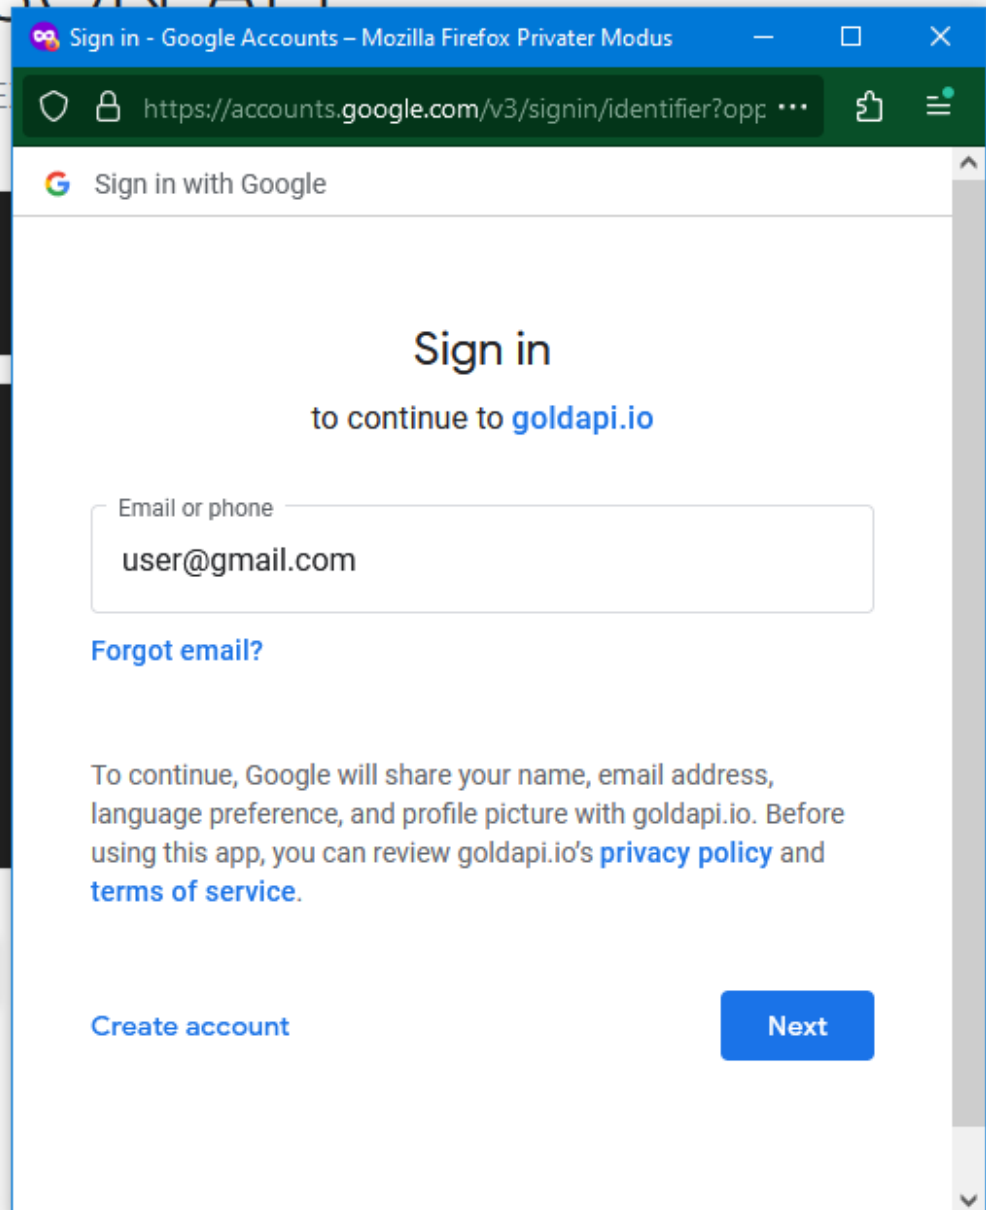 Sign in - Google Accounts – Mozilla Firefox Privater Modus
https://accounts.google.com/v3/signin/identifier?opp
Sign in with Google
Sign in
to continue to goldapi.io
Email or phone
user@gmail.com
Forgot email?
To continue, Google will share your name, email address,
language preference, and profile picture with goldapi.io. Before
using this app, you can review goldapi.io’s privacy policy and
terms of service.
Create account
Next